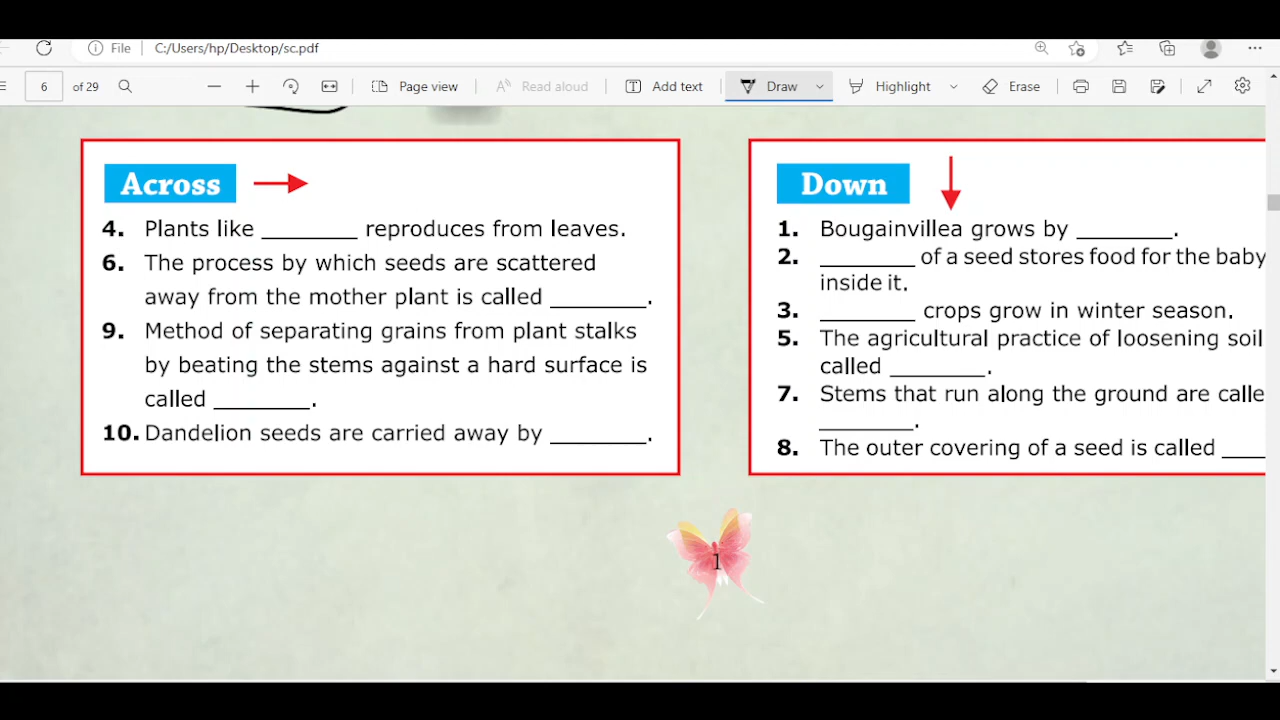 File C:/Users/hp/Desktop/sc.pdf
6 of 29 Page view Read aloud Add text Draw Highlight Erase
Across
4. Plants like ________ reproduces from leaves.
6. The process by which seeds are scattered
away from the mother plant is called ________.
9. Method of separating grains from plant stalks
by beating the stems against a hard surface is
called ________.
10. Dandelion seeds are carried away by ________.
Down
1. Bougainvillea grows by ________.
2. ________ of a seed stores food for the baby
inside it.
3. ________ crops grow in winter season.
5. The agricultural practice of loosening soil
called ________.
7. Stems that run along the ground are calle
________.
8. The outer covering of a seed is called ____
1